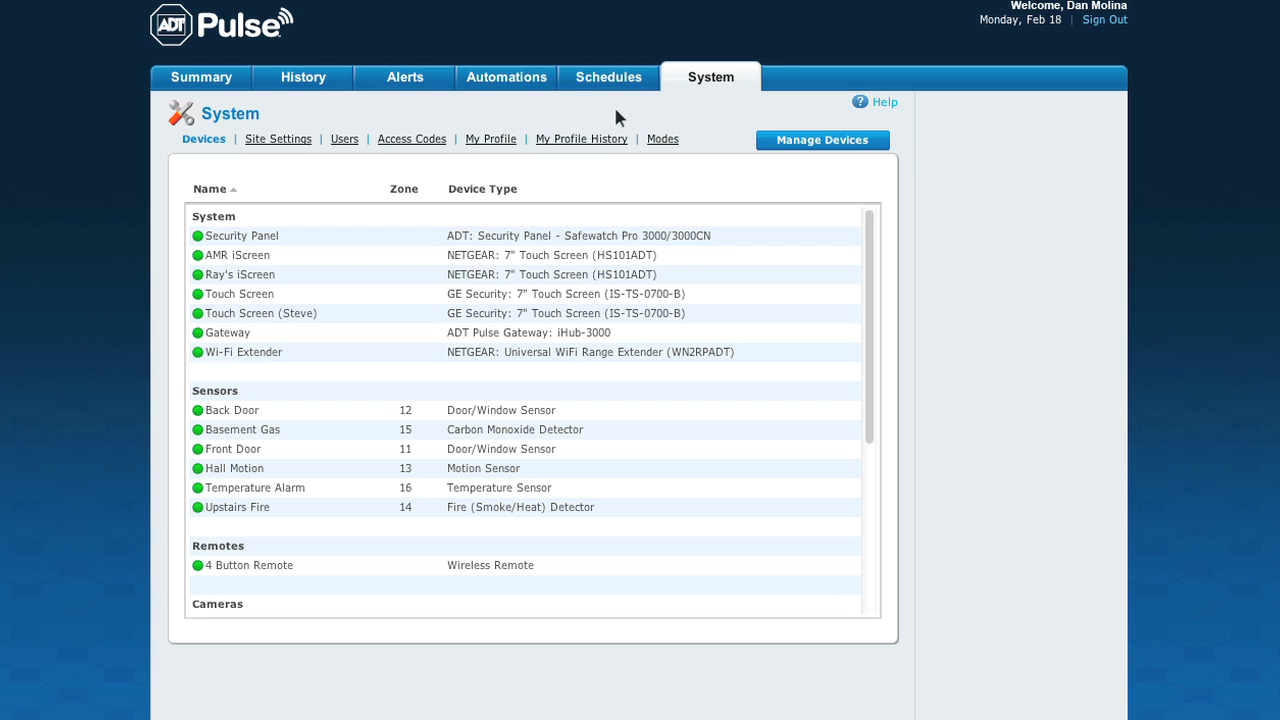 ADT Pulse
Welcome, Dan Molina
Monday, Feb 18 | Sign Out
Summary History Alerts Automations Schedules System
System
? Help
Devices | Site Settings | Users | Access Codes | My Profile | My Profile History | Modes
Manage Devices
Name Zone Device Type
System
Security Panel ADT: Security Panel - Safewatch Pro 3000/3000CN
AMR iScreen NETGEAR: 7" Touch Screen (HS101ADT)
Ray's iScreen NETGEAR: 7" Touch Screen (HS101ADT)
Touch Screen GE Security: 7" Touch Screen (IS-TS-0700-B)
Touch Screen (Steve) GE Security: 7" Touch Screen (IS-TS-0700-B)
Gateway ADT Pulse Gateway: iHub-3000
Wi-Fi Extender NETGEAR: Universal WiFi Range Extender (WN2RPADT)
Sensors
Back Door 12 Door/Window Sensor
Basement Gas 15 Carbon Monoxide Detector
Front Door 11 Door/Window Sensor
Hall Motion 13 Motion Sensor
Temperature Alarm 16 Temperature Sensor
Upstairs Fire 14 Fire (Smoke/Heat) Detector
Remotes
4 Button Remote Wireless Remote
Cameras